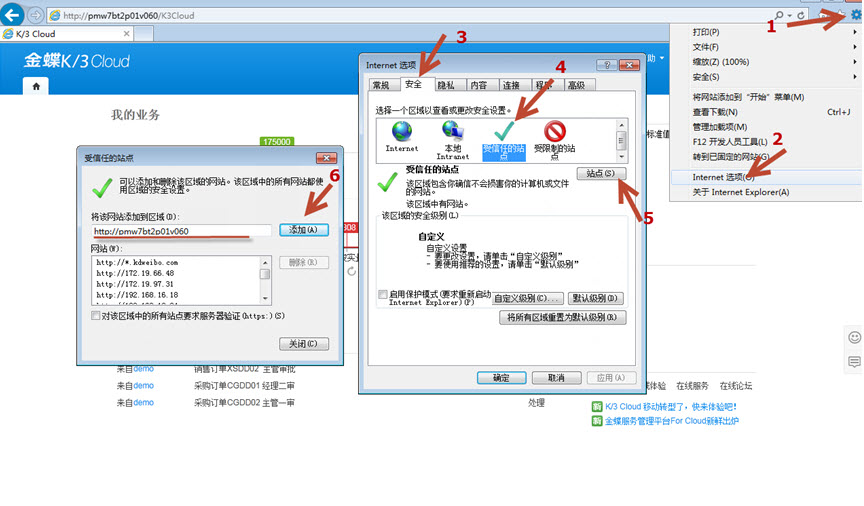 http://pmw7bt2p01v060/K3Cloud
K/3 Cloud
1
金蝶K/3 Cloud
助
我的业务
175000
标准值
打印(P)
文件(F)
缩放(Z) (100%)
安全(S)
将网站添加到“开始”菜单(M)
查看下载(N) Ctrl+J
管理加载项(M)
F12 开发人员工具(L)
转到已固定的网站(G)
2
Internet 选项(O)
关于 Internet Explorer(A)
3
Internet 选项
常规 安全 隐私 内容 连接 程序 高级
4
选择一个区域以查看或更改安全设置。
Internet
本地 Intranet
受信任的站点
受限制的站点
受信任的站点
站点(S)
该区域包含你确信不会损害你的计算机或文件的网站。
该区域中有网站。
5
该区域的安全级别(L)
自定义
自定义设置
- 要更改设置，请单击“自定义级别”
- 要使用推荐的设置，请单击“默认级别”
启用保护模式(要求重新启动 Internet Explorer)(P)
自定义级别(C)...
默认级别(D)
将所有区域重置为默认级别(R)
确定 取消 应用(A)
受信任的站点
可以添加和删除该区域的网站。该区域中的所有网站都使用区域的安全设置。
6
将该网站添加到区域(D):
http://pmw7bt2p01v060
添加(A)
网站(W):
http://*.kdweibo.com
http://172.19.66.48
http://172.19.97.31
http://192.168.16.18
删除(R)
对该区域中的所有站点要求服务器验证(https:)(S)
关闭(C)
308
来自demo 销售订单XSDD02 主管审批
来自demo 采购订单CGDD01 经理二审
来自demo 采购订单CGDD02 主管一审
处理
体验 在线服务 在线论坛
新 K/3 Cloud 移动转型了，快来体验吧！
新 金蝶服务管理平台For Cloud新鲜出炉